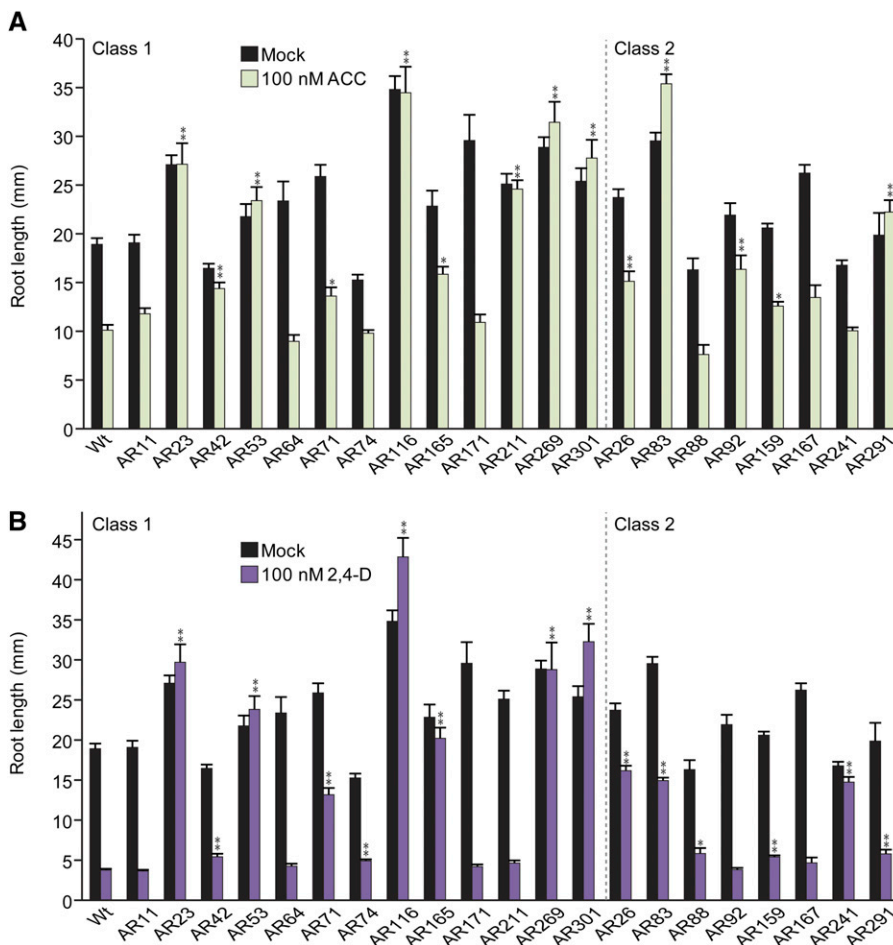 A
Class 1
Class 2
Mock
100 nM ACC
Root length (mm)
40
35
30
25
20
15
10
5
0
** ** ** * ** * ** ** ** ** ** ** * **
Wt AR11 AR23 AR42 AR53 AR64 AR71 AR74 AR116 AR165 AR171 AR211 AR269 AR301 AR26 AR83 AR88 AR92 AR159 AR167 AR241 AR291
B
Class 1
Class 2
Mock
100 nM 2,4-D
Root length (mm)
45
40
35
30
25
20
15
10
5
0
** ** ** ** ** ** ** ** ** ** ** * ** ** **
Wt AR11 AR23 AR42 AR53 AR64 AR71 AR74 AR116 AR165 AR171 AR211 AR269 AR301 AR26 AR83 AR88 AR92 AR159 AR167 AR241 AR291